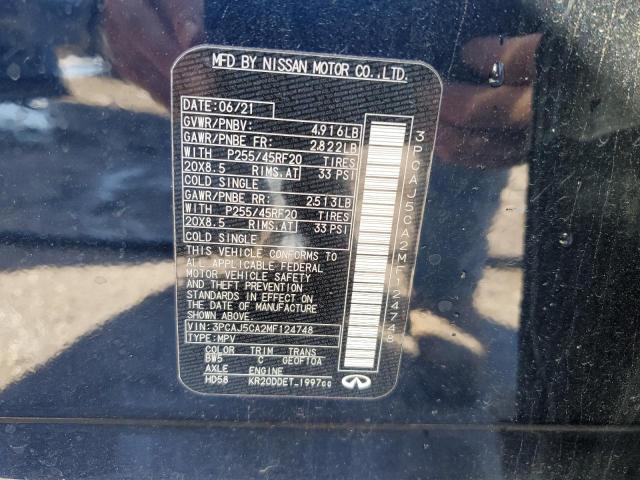 MFD BY NISSAN MOTOR CO.,LTD.
DATE: 06/21
GVWR/PNBV: 4,916LB
GAWR/PNBE FR: 2,822LB
WITH P255/45RF20 TIRES
20X8.5 RIMS,AT 33 PSI
COLD SINGLE
GAWR/PNBE RR: 2,513LB
WITH P255/45RF20 TIRES
20X8.5 RIMS,AT 33 PSI
COLD SINGLE
THIS VEHICLE CONFORMS TO
ALL APPLICABLE FEDERAL
MOTOR VEHICLE SAFETY
AND THEFT PREVENTION
STANDARDS IN EFFECT
ON THE DATE OF MFR.
SHOWN ABOVE.
VIN: 3PCAJ5CA2MF124748
TYPE: MPV
COLOR TRIM TRANS
BW5 C GE0F10A
AXLE ENGINE
HD58 KR20DDET_1997CC
3PCAJ5CA2MF124748